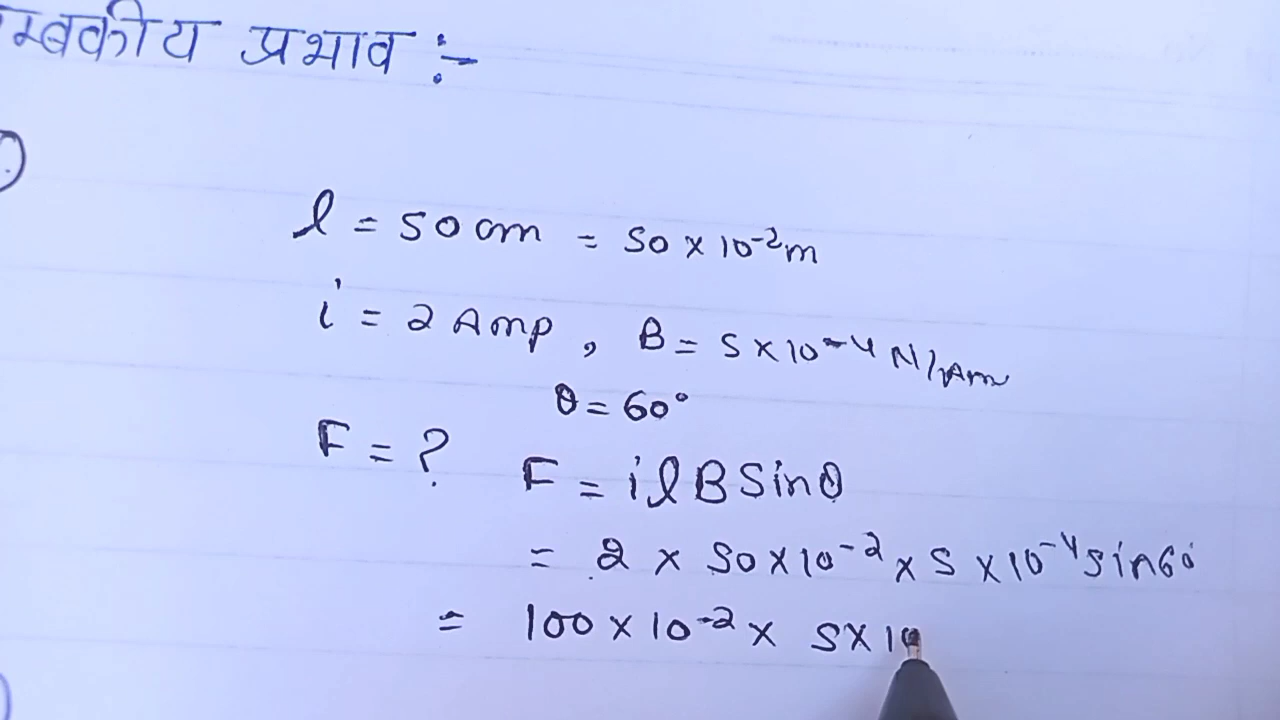 म्बकीय प्रभाव :-
l = 50 cm = 50 × 10⁻² m
i = 2 Amp , B = 5 × 10⁻⁴ N/Am
θ = 60°
F = ? F = i l B Sinθ
= 2 × 50 × 10⁻² × 5 × 10⁻⁴ sin60°
= 100 × 10⁻² × 5 × 10